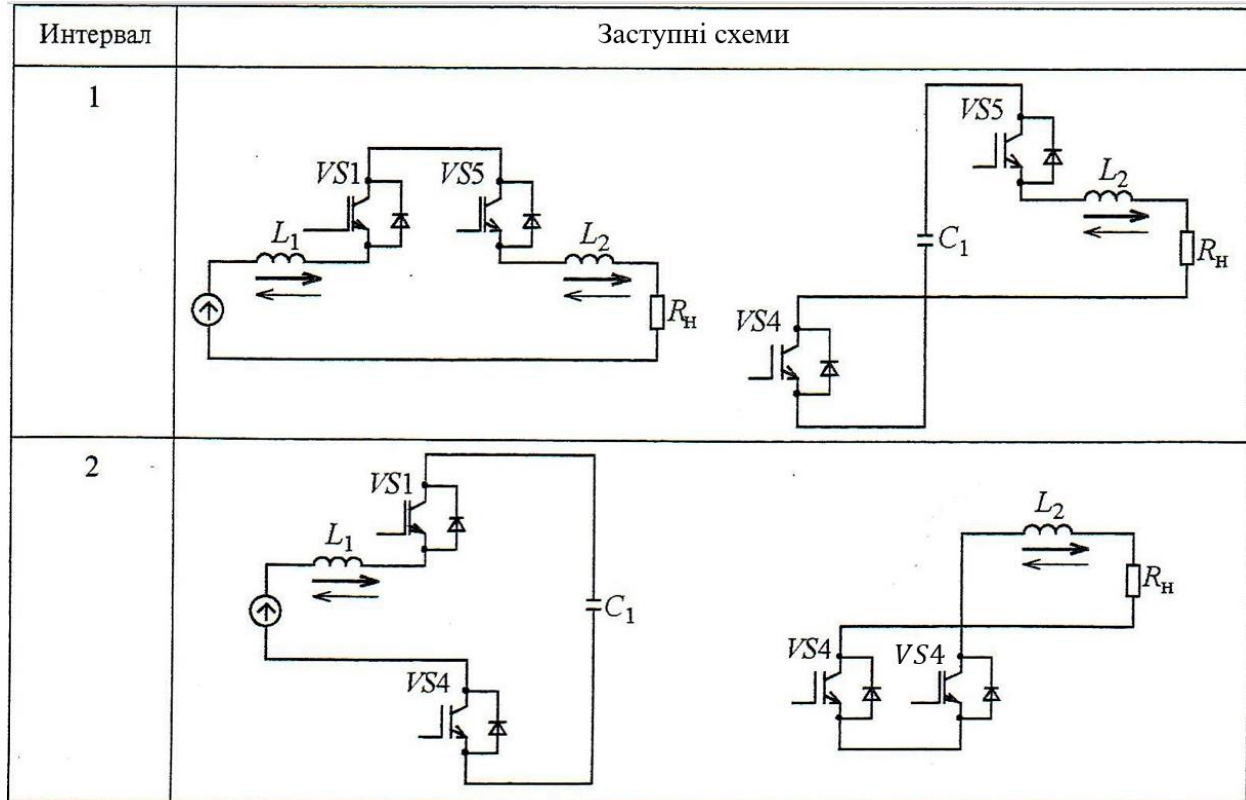 Интервал
Заступні схеми
1
VS1
VS5
L1
L2
Rн
VS5
L2
C1
Rн
VS4
2
VS1
L1
C1
VS4
L2
Rн
VS4
VS4